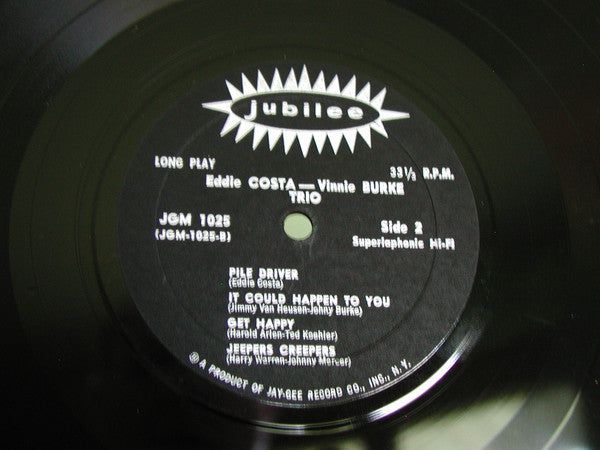 jubilee
LONG PLAY
33⅓ R.P.M.
Eddie COSTA — Vinnie BURKE
TRIO
JGM 1025
(JGM-1025-B)
Side 2
Superlaphonic Hi-Fi
PILE DRIVER
(Eddie Costa)
IT COULD HAPPEN TO YOU
(Jimmy Van Heusen-Johny Burke)
GET HAPPY
(Harold Arlen-Ted Koehler)
JEEPERS CREEPERS
(Harry Warren-Johnny Mercer)
Ⓡ A PRODUCT OF JAY-GEE RECORD CO., INC., N.Y.